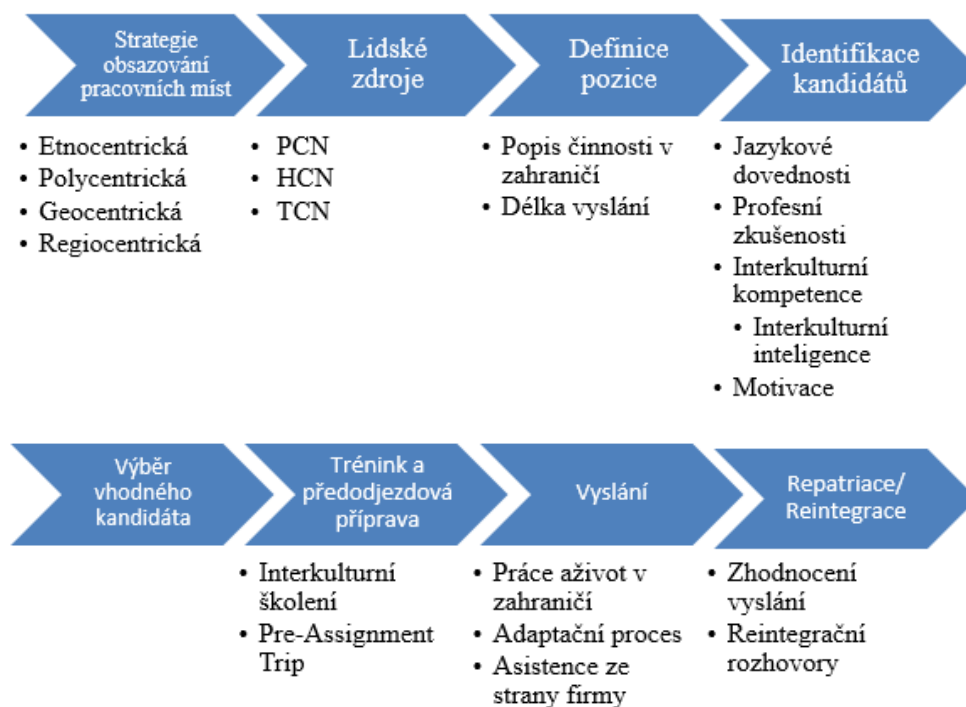 Strategie
obsazování
pracovních míst
• Etnocentrická
• Polycentrická
• Geocentrická
• Regiocentrická
Lidské
zdroje
• PCN
• HCN
• TCN
Definice
pozice
• Popis činnosti v
zahraničí
• Délka vyslání
Identifikace
kandidátů
• Jazykové
dovednosti
• Profesní
zkušenosti
• Interkulturní
kompetence
• Interkulturní
inteligence
• Motivace
Výběr
vhodného
kandidáta
Trénink a
předodjezdová
příprava
• Interkulturní
školení
• Pre-Assignment
Trip
Vyslání
• Práce aživot v
zahraničí
• Adaptační proces
• Asistence ze
strany firmy
Repatriace/
Reintegrace
• Zhodnocení
vyslání
• Reintegrační
rozhovory